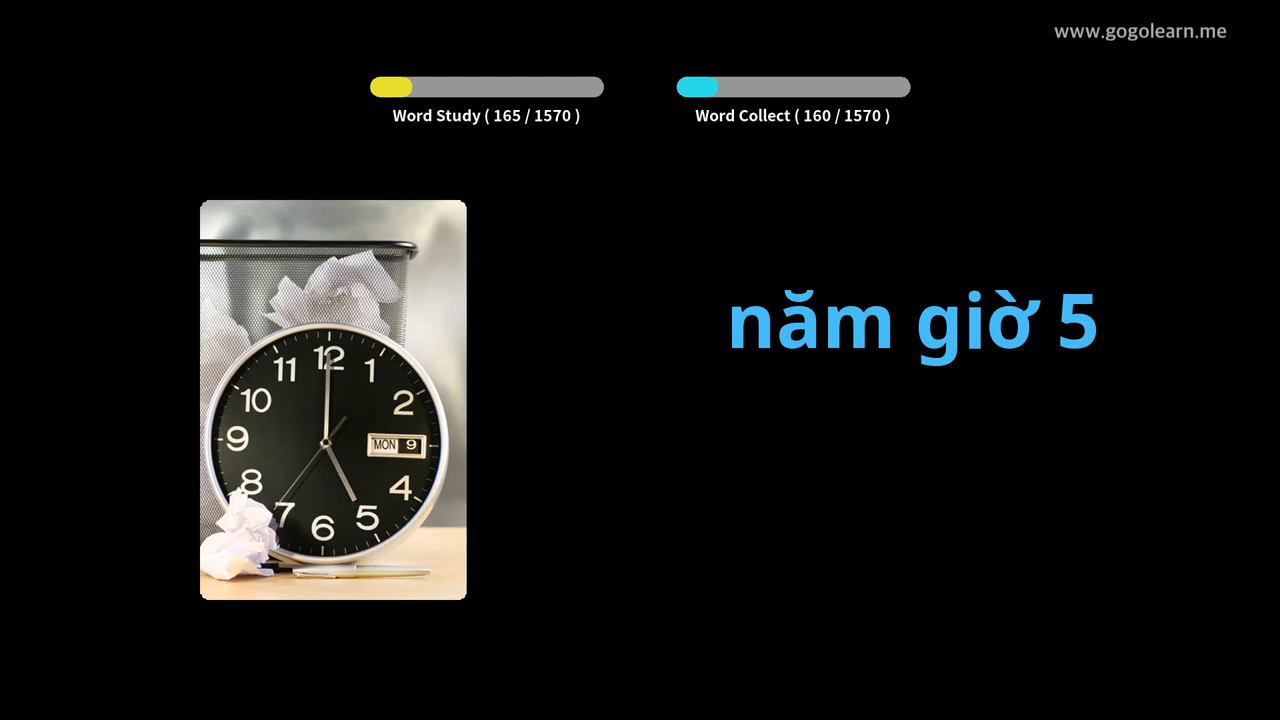 www.gogolearn.me
Word Study ( 165 / 1570 )
Word Collect ( 160 / 1570 )
năm giờ 5
12
11
1
10
2
9
MON 9
8
4
7
5
6